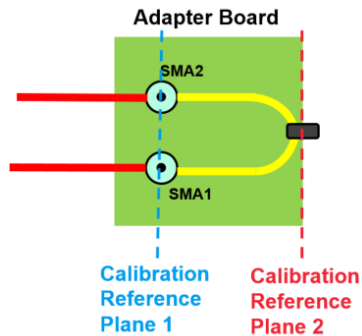 Adapter Board
SMA2
SMA1
Calibration
Reference
Plane 1
Calibration
Reference
Plane 2